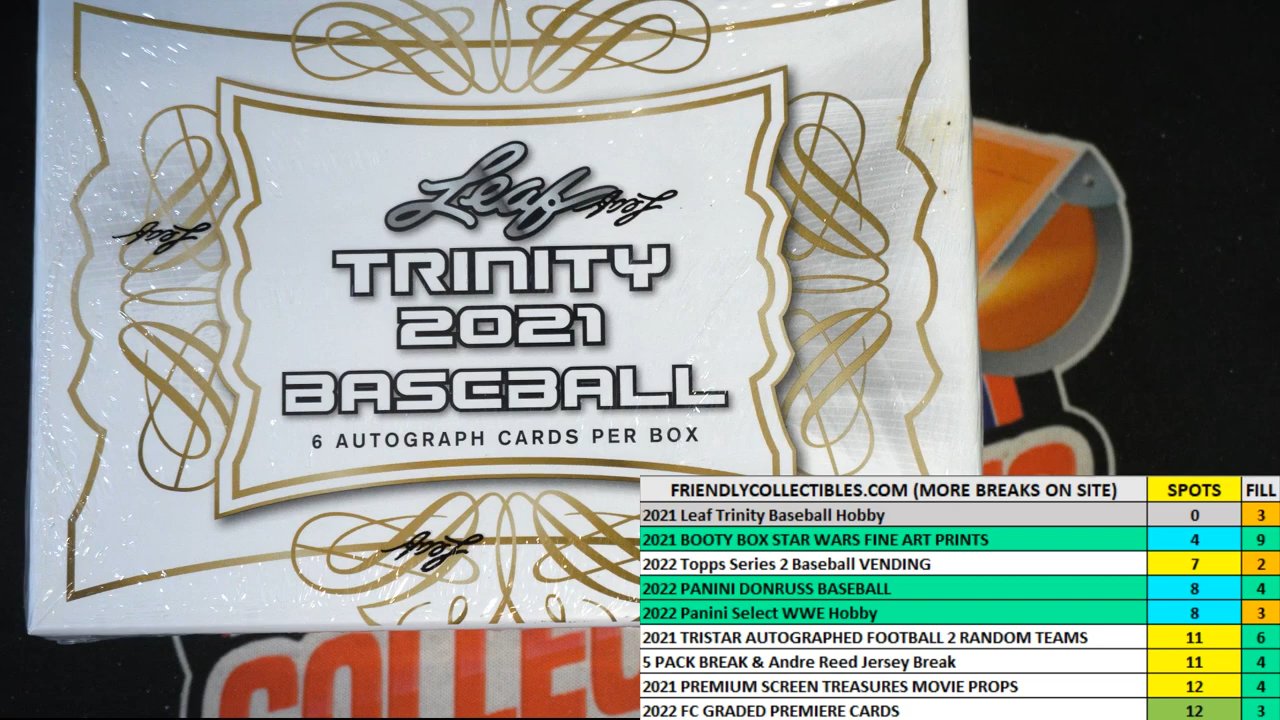 Leaf
Leaf
Leaf
TRINITY
2021
BASEBALL
6 AUTOGRAPH CARDS PER BOX
Leaf
COLLEC
FRIENDLYCOLLECTIBLES.COM (MORE BREAKS ON SITE) SPOTS FILL
2021 Leaf Trinity Baseball Hobby 0 3
2021 BOOTY BOX STAR WARS FINE ART PRINTS 4 9
2022 Topps Series 2 Baseball VENDING 7 2
2022 PANINI DONRUSS BASEBALL 8 4
2022 Panini Select WWE Hobby 8 3
2021 TRISTAR AUTOGRAPHED FOOTBALL 2 RANDOM TEAMS 11 6
5 PACK BREAK & Andre Reed Jersey Break 11 4
2021 PREMIUM SCREEN TREASURES MOVIE PROPS 12 4
2022 FC GRADED PREMIERE CARDS 12 3